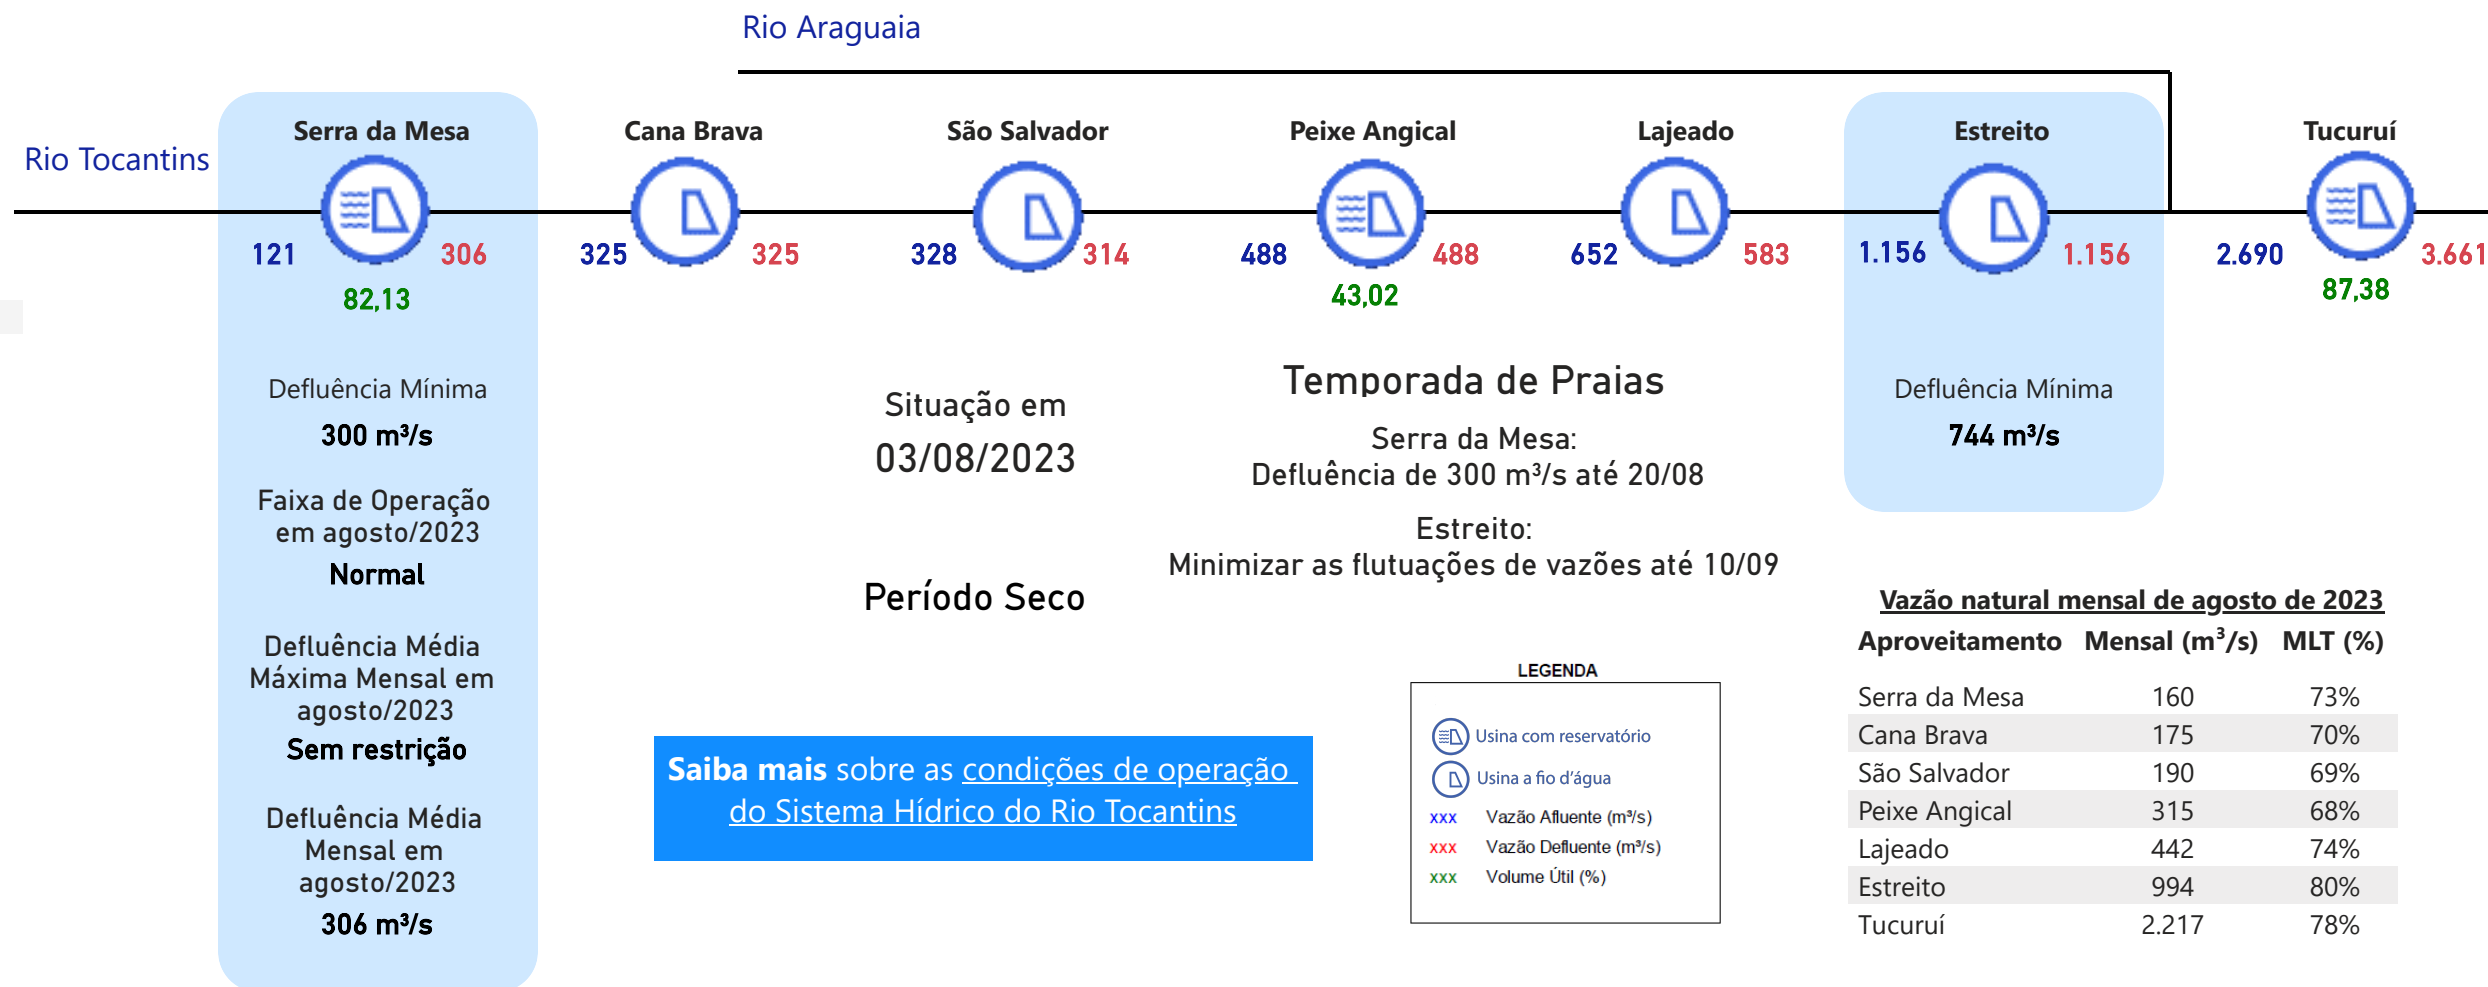 Rio Araguaia
Rio Tocantins
Serra da Mesa
Cana Brava
São Salvador
Peixe Angical
Lajeado
Estreito
Tucuruí
121
306
325
325
328
314
488
488
652
583
1.156
1.156
2.690
3.661
82,13
43,02
87,38
Defluência Mínima
300 m³/s
Faixa de Operação
em agosto/2023
Normal
Defluência Média
Máxima Mensal em
agosto/2023
Sem restrição
Defluência Média
Mensal em
agosto/2023
306 m³/s
Situação em
03/08/2023
Período Seco
Temporada de Praias
Serra da Mesa:
Defluência de 300 m³/s até 20/08
Estreito:
Minimizar as flutuações de vazões até 10/09
Defluência Mínima
744 m³/s
Saiba mais sobre as condições de operação
do Sistema Hídrico do Rio Tocantins
LEGENDA
Usina com reservatório
Usina a fio d'água
xxx Vazão Afluente (m³/s)
xxx Vazão Defluente (m³/s)
xxx Volume Útil (%)
Vazão natural mensal de agosto de 2023
Aproveitamento Mensal (m³/s) MLT (%)
Serra da Mesa 160 73%
Cana Brava 175 70%
São Salvador 190 69%
Peixe Angical 315 68%
Lajeado 442 74%
Estreito 994 80%
Tucuruí 2.217 78%